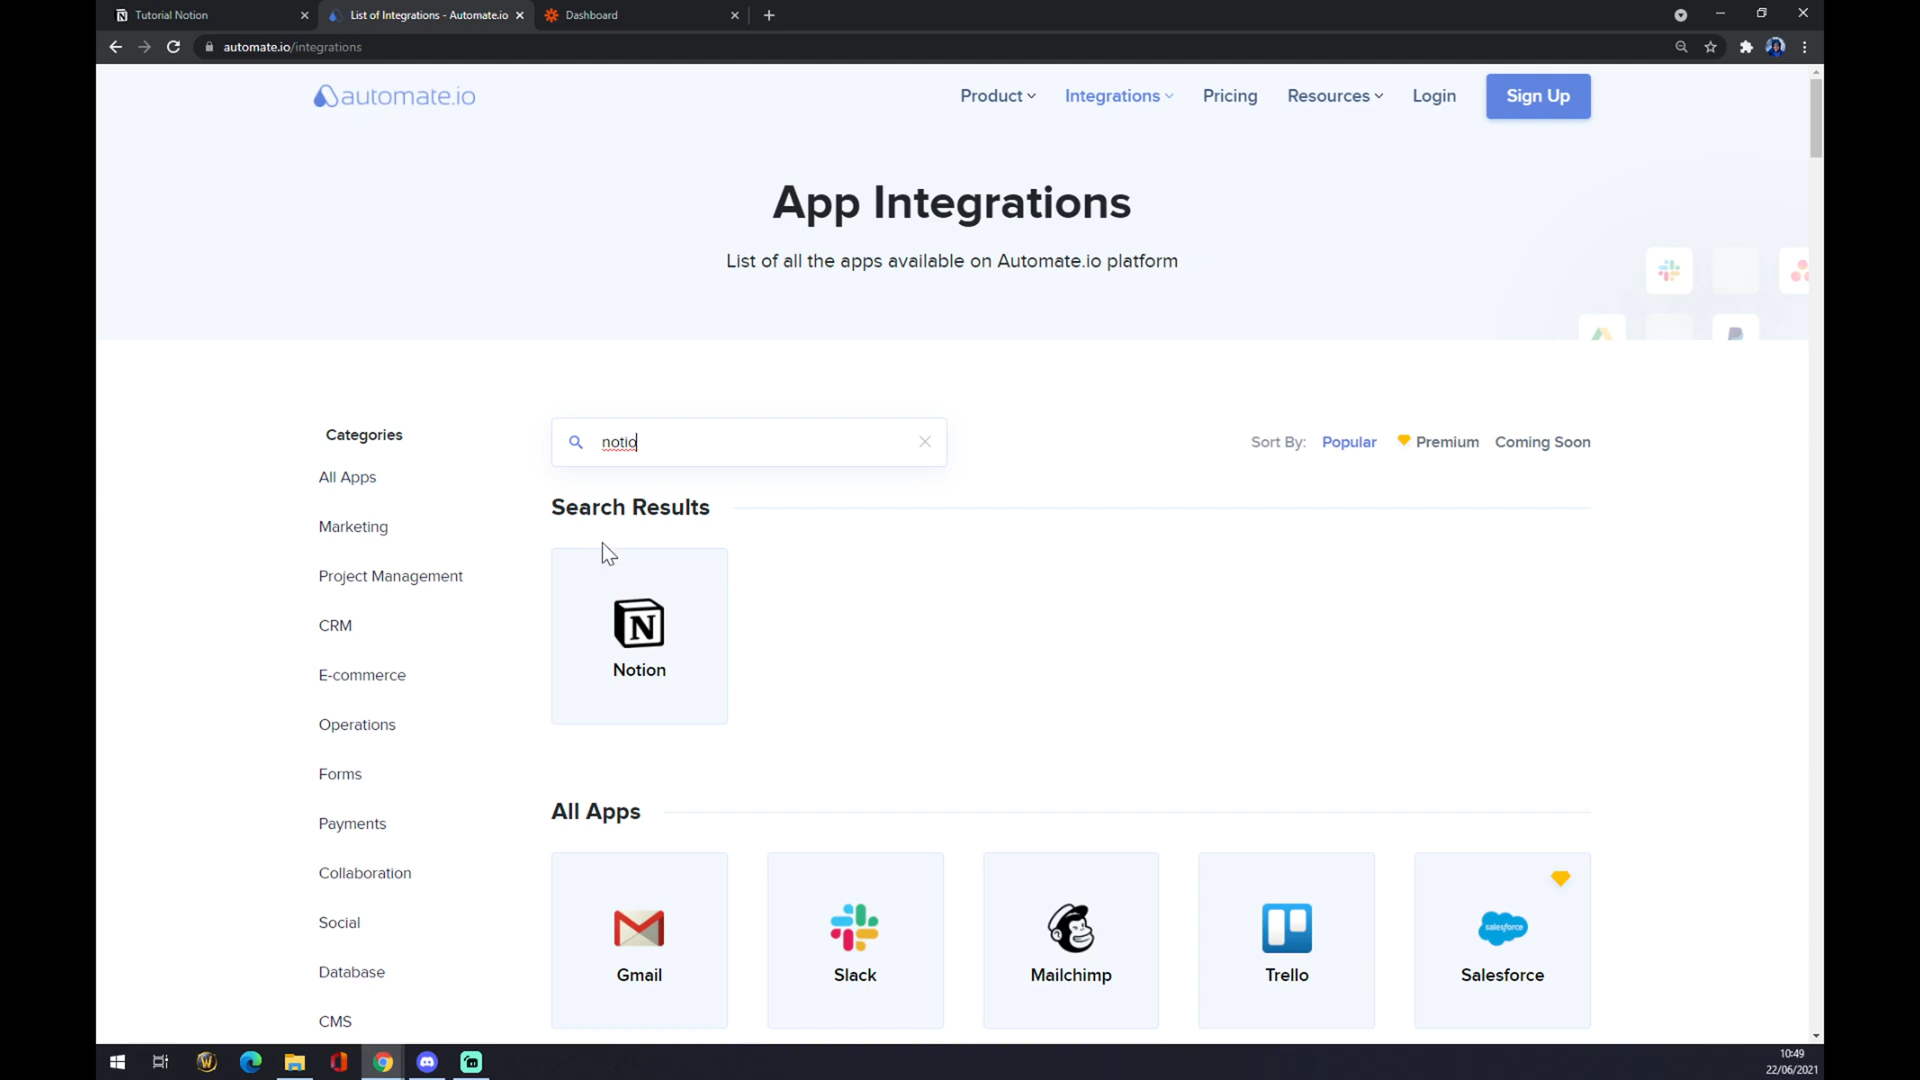 Tutorial Notion
List of Integrations - Automate.io
Dashboard
automate.io/integrations
automate.io
Product
Integrations
Pricing
Resources
Login
Sign Up
App Integrations
List of all the apps available on Automate.io platform
Categories
All Apps
Marketing
Project Management
CRM
E-commerce
Operations
Forms
Payments
Collaboration
Social
Database
CMS
notio
Sort By: Popular Premium Coming Soon
Search Results
Notion
All Apps
Gmail
Slack
Mailchimp
Trello
salesforce
Salesforce
10:49
22/06/2021